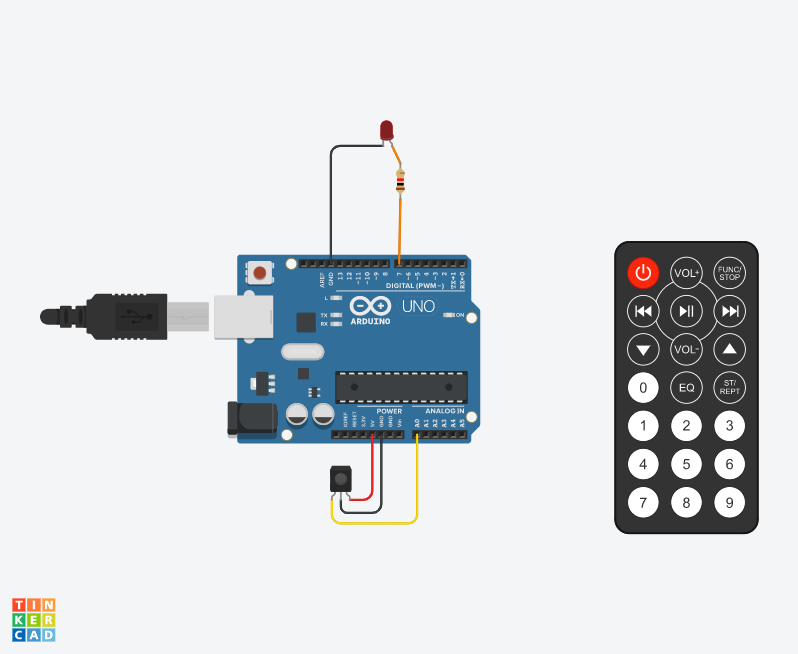 AREF
GND
13
12
~11
~10
~9
8
7
~6
~5
4
~3
2
TX→1
RX←0
DIGITAL (PWM~)
L
TX
RX
UNO
ARDUINO
ON
POWER
ANALOG IN
IOREF
RESET
3.3V
5V
GND
GND
Vin
A0
A1
A2
A3
A4
A5
VOL+
FUNC/
STOP
VOL-
0
EQ
ST/
REPT
1 2 3
4 5 6
7 8 9
TIN
KER
CAD